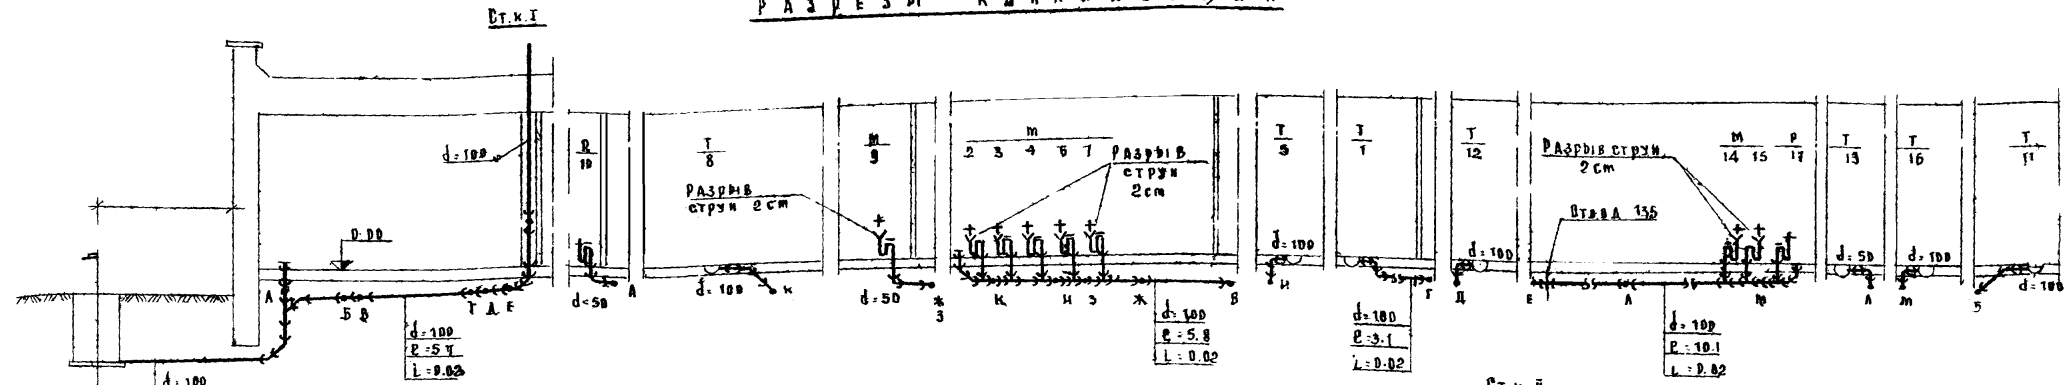 РАЗРЕЗЫ
Ст.к.I
d=100
0.00
А
Б В
Г Д Е
d=100
ℓ=5.7
i=0.03
d=100
10
d=50
А
Т
8
d=100
К
РАЗРЫВ
СТРУИ 2 см
М
9
d=50
Ж
З
М
2 3 4 6 7
РАЗРЫВ
СТРУИ
2 см
К И З Ж В
d=100
ℓ=5.8
i=0.02
Т
5
d=100
И
Т
1
Г
d=100
ℓ=3.1
i=0.02
Т
12
d=100
Д
РАЗРЫВ СТРУИ
2 см
М Р
14 15 17
ОТВОД 135
Е Л М
d=100
ℓ=10.1
i=0.02
Т
13
d=50
Л
Т
16
d=100
М
Т
11
d=100
Б